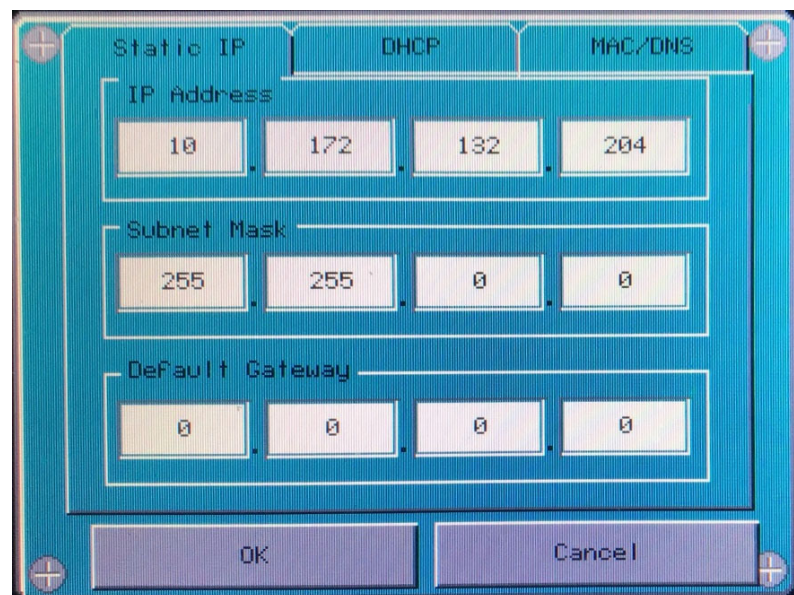 Static IP DHCP MAC/DNS
IP Address
10 . 172 . 132 . 204
Subnet Mask
255 . 255 . 0 . 0
Default Gateway
0 . 0 . 0 . 0
OK Cancel